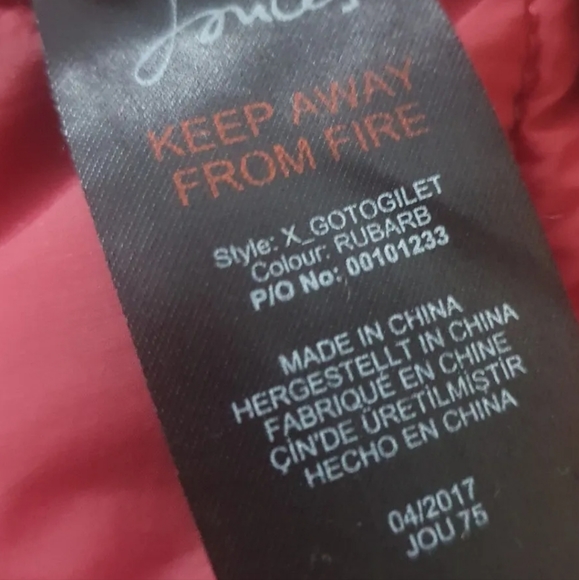 Joules
KEEP AWAY
FROM FIRE
Style: X_GOTOGILET
Colour: RUBARB
P/O No: 00101233
MADE IN CHINA
HERGESTELLT IN CHINA
FABRIQUÉ EN CHINE
ÇİN'DE ÜRETİLMİŞTİR
HECHO EN CHINA
04/2017
JOU 75